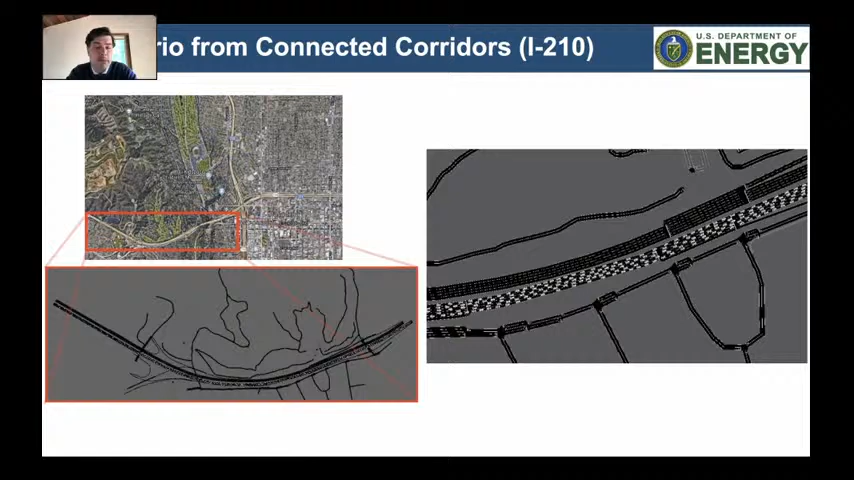 rio from Connected Corridors (I-210)
U.S. DEPARTMENT OF
ENERGY